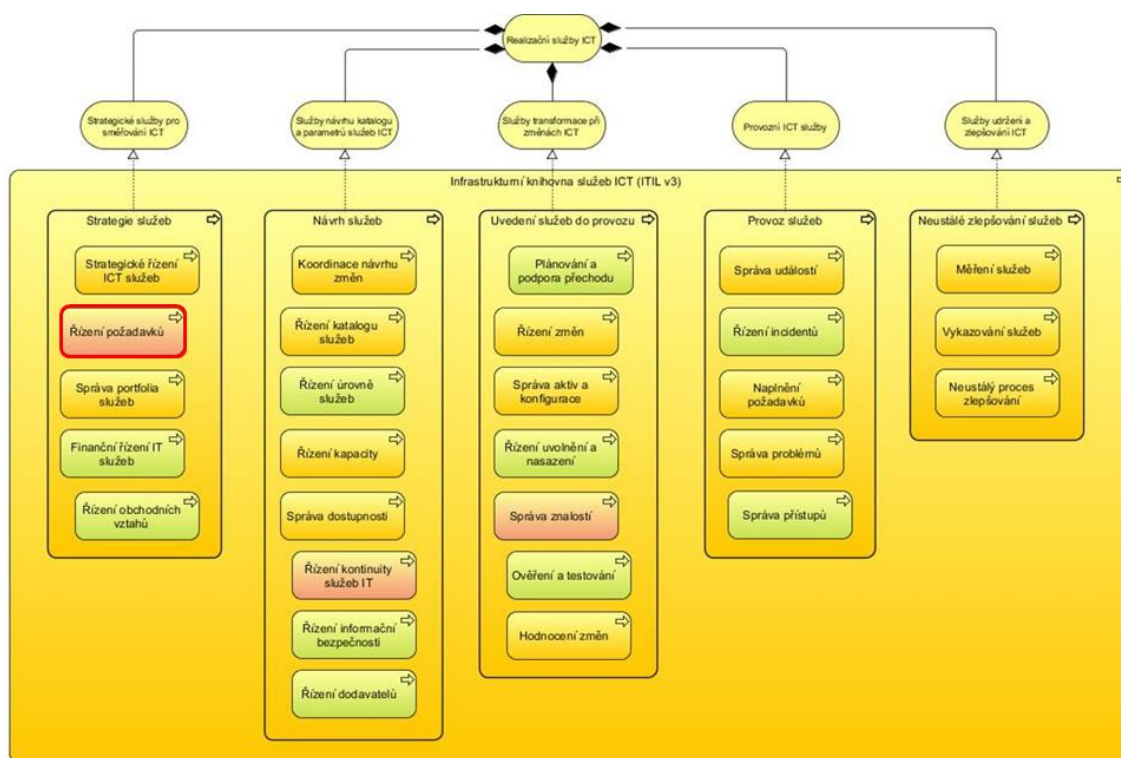 Realizační služby ICT
Strategické služby pro
směřování ICT
Služby návrhu katalogu
a parametrů služeb ICT
Služby transformace při
změnách ICT
Provozní ICT služby
Služby udržení a
zlepšování ICT
Infrastrukturní knihovna služeb ICT (ITIL v3)
Strategie služeb
Strategické řízení
ICT služeb
Řízení požadavků
Správa portfolia
služeb
Finanční řízení IT
služeb
Řízení obchodních
vztahů
Návrh služeb
Koordinace návrhu
změn
Řízení katalogu
služeb
Řízení úrovně
služeb
Řízení kapacity
Správa dostupnosti
Řízení kontinuity
služeb IT
Řízení informační
bezpečnosti
Řízení dodavatelů
Uvedení služeb do provozu
Plánování a
podpora přechodu
Řízení změn
Správa aktiv a
konfigurace
Řízení uvolnění a
nasazení
Správa znalostí
Ověření a testování
Hodnocení změn
Provoz služeb
Správa událostí
Řízení incidentů
Naplnění
požadavků
Správa problémů
Správa přístupů
Neustálé zlepšování služeb
Měření služeb
Vykazování služeb
Neustálý proces
zlepšování